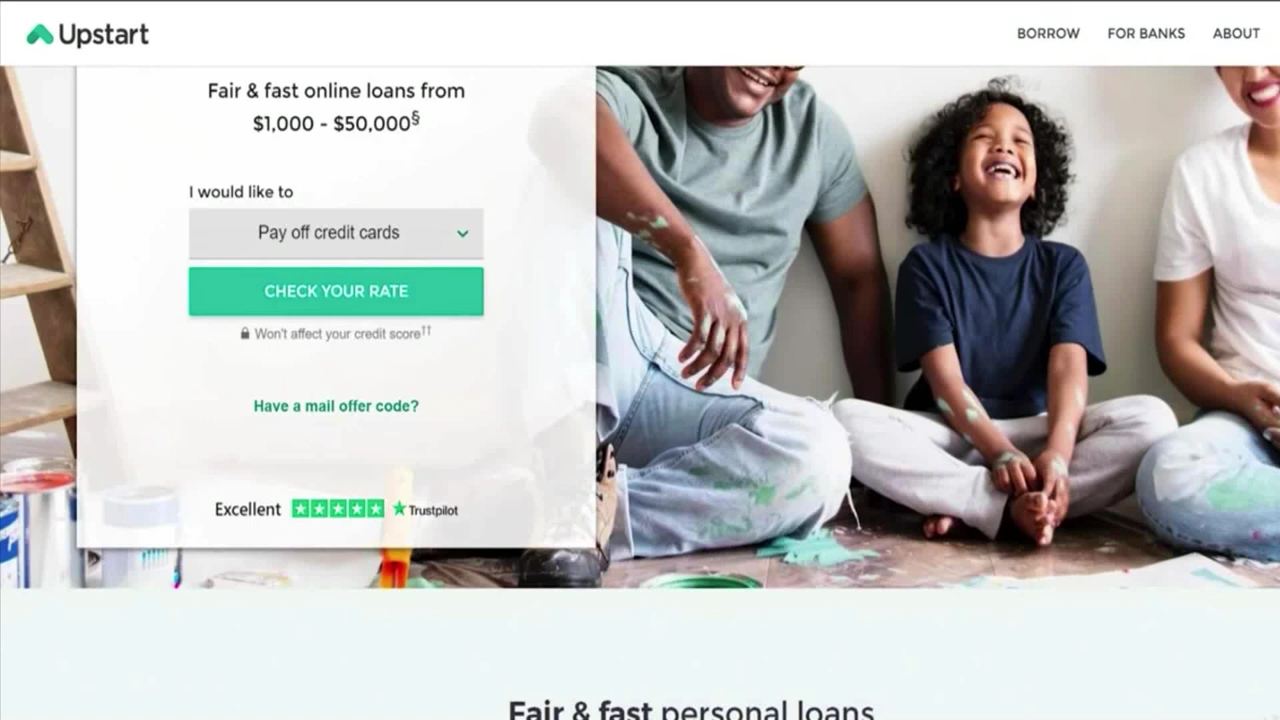 Upstart
BORROW FOR BANKS ABOUT
Fair & fast online loans from
$1,000 - $50,000§
I would like to
Pay off credit cards
CHECK YOUR RATE
Won't affect your credit score††
Have a mail offer code?
Excellent Trustpilot
Fair & fast personal loans